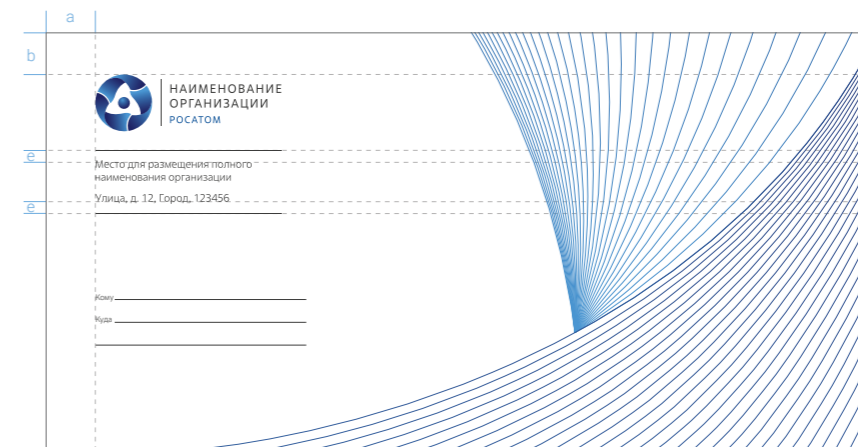 a
b
НАИМЕНОВАНИЕ
ОРГАНИЗАЦИИ
РОСАТОМ
e
Место для размещения полного
наименования организации
Улица, д. 12, Город, 123456
e
Кому
Куда